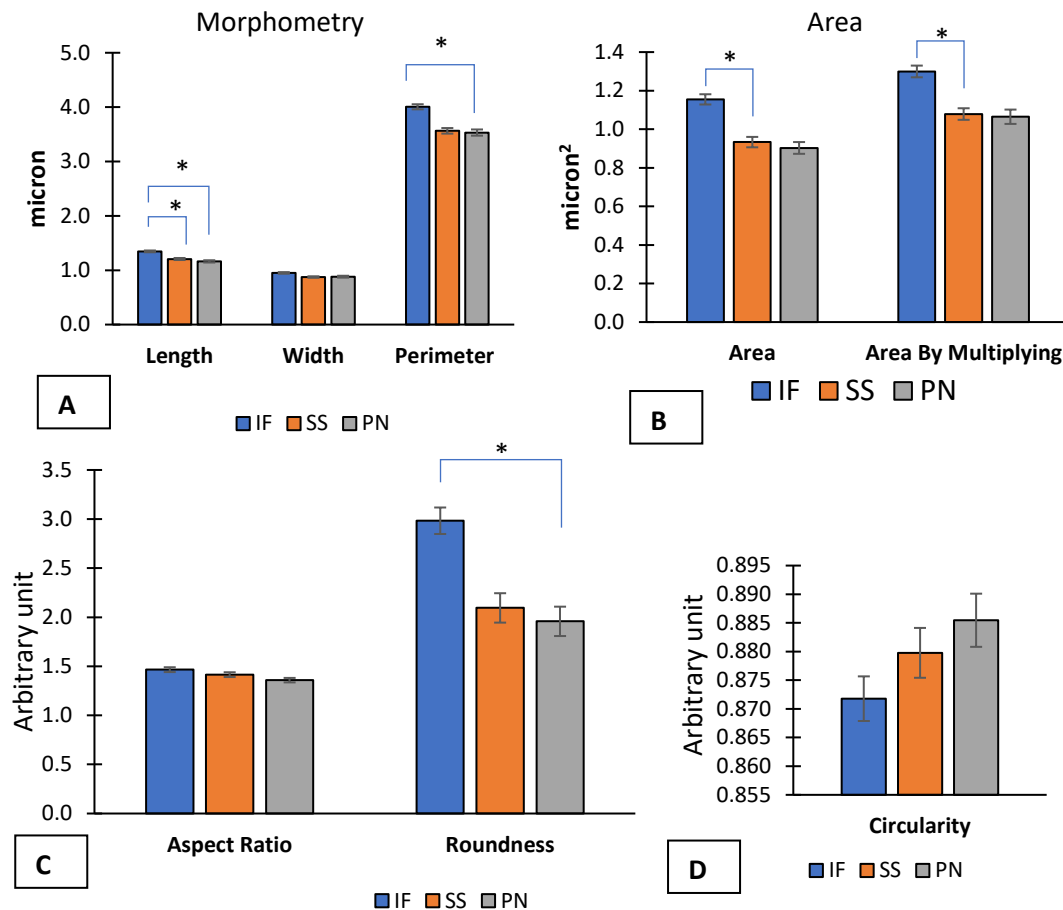 Morphometry
5.0
4.0
3.0
2.0
1.0
0.0
micron
*
*
*
Length Width Perimeter
A
IF SS PN
Area
1.4
1.2
1.0
0.8
0.6
0.4
0.2
0.0
micron²
*
*
Area Area By Multiplying
B
IF SS PN
3.5
3.0
2.5
2.0
1.5
1.0
0.5
0.0
Arbitrary unit
*
Aspect Ratio Roundness
C
IF SS PN
0.895
0.890
0.885
0.880
0.875
0.870
0.865
0.860
0.855
Arbitrary unit
Circularity
D
IF SS PN